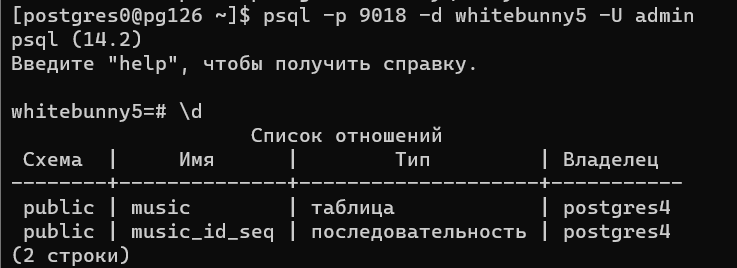 [postgres0@pg126 ~]$ psql -p 9018 -d whitebunny5 -U admin
psql (14.2)
Введите "help", чтобы получить справку.
whitebunny5=# \d
Список отношений
Схема | Имя | Тип | Владелец
--------+--------------+--------------------+----------
public | music | таблица | postgres4
public | music_id_seq | последовательность | postgres4
(2 строки)